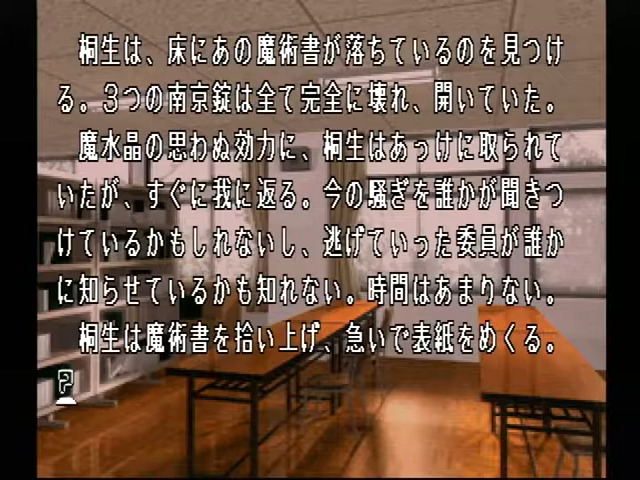 桐生は、床にあの魔術書が落ちているのを見つけ
る。３つの南京錠は全て完全に壊れ、開いていた。
魔水晶の思わぬ効力に、桐生はあっけに取られて
いたが、すぐに我に返る。今の騒ぎを誰かが聞きつ
けているかもしれないし、逃げていった委員が誰か
に知らせているかも知れない。時間はあまりない。
桐生は魔術書を拾い上げ、急いで表紙をめくる。